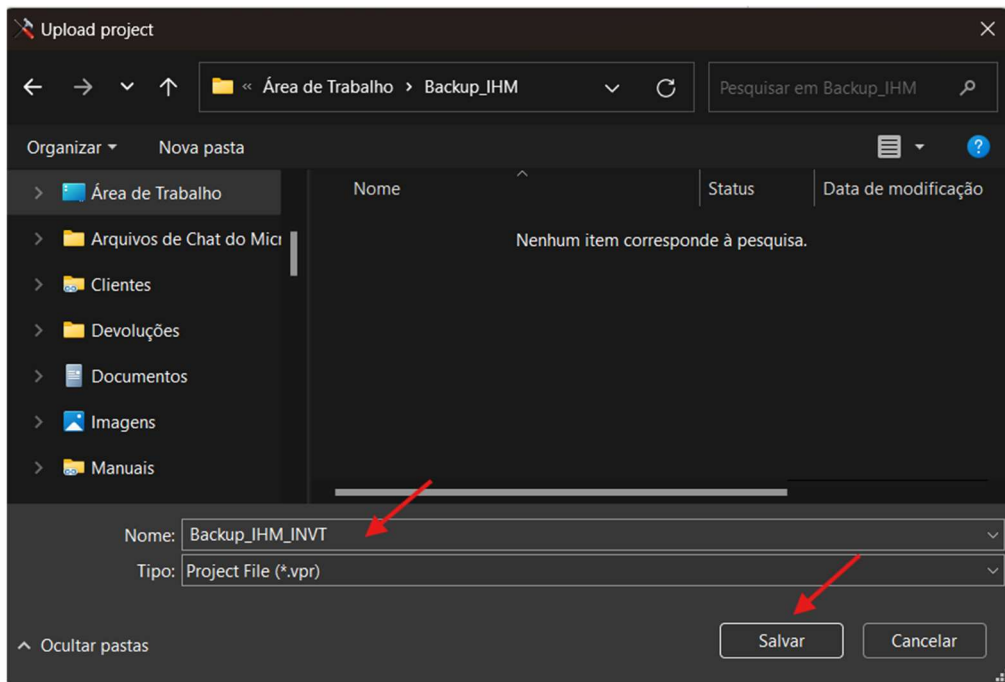 Upload project
« Área de Trabalho > Backup_IHM
Pesquisar em Backup_IHM
Organizar
Nova pasta
?
Nome
Status
Data de modificação
Área de Trabalho
Arquivos de Chat do Micr
Nenhum item corresponde à pesquisa.
Clientes
Devoluções
Documentos
Imagens
Manuais
Nome: Backup_IHM_INVT
Tipo: Project File (*.vpr)
Ocultar pastas
Salvar
Cancelar